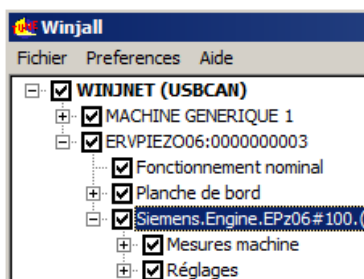 Winjall
Fichier Preferences Aide
WINJNET (USBCAN)
MACHINE GENERIQUE 1
ERVPIEZO06:0000000003
Fonctionnement nominal
Planche de bord
Siemens.Engine.EPz06#100.(
Mesures machine
Réglages